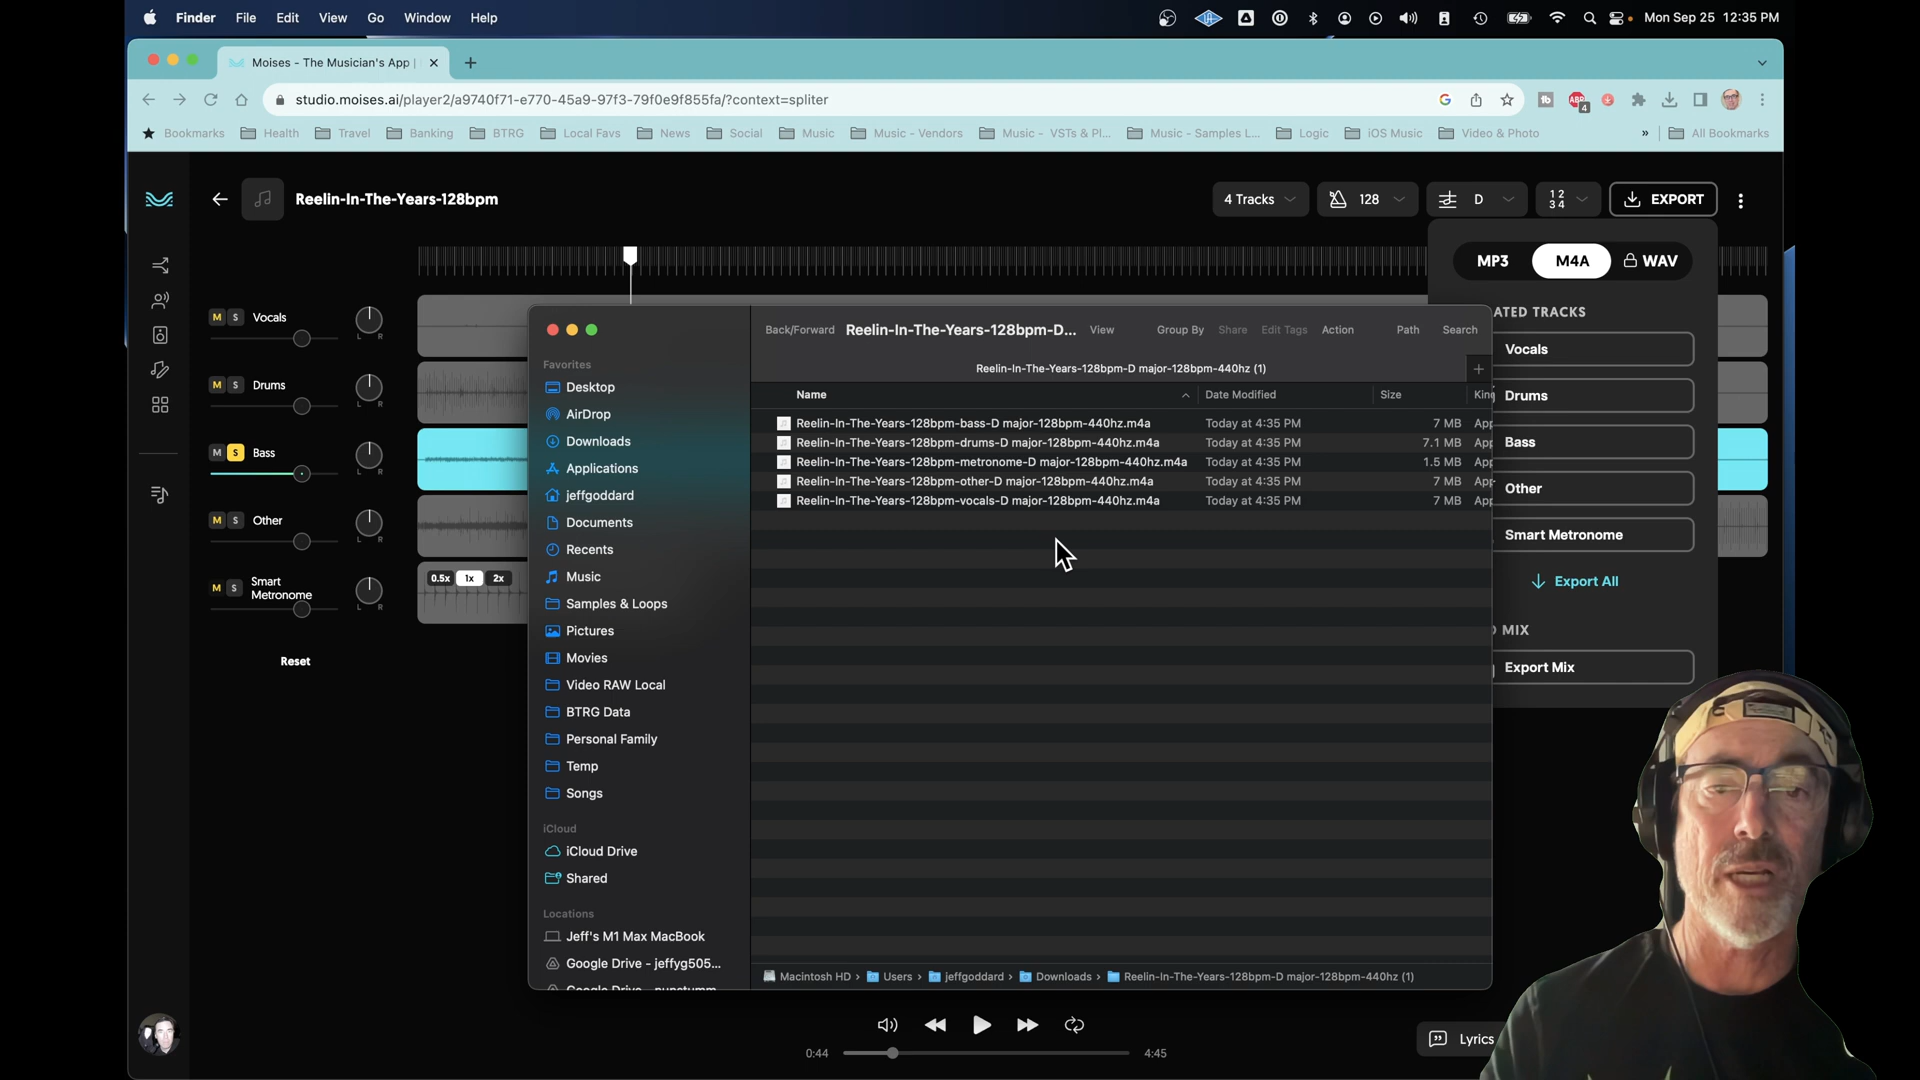 Finder File Edit View Go Window Help
Mon Sep 25 12:35 PM
Moises - The Musician's App |
studio.moises.ai/player2/a9740f71-e770-45a9-97f3-79f0e9f855fa/?context=spliter
4
Bookmarks Health Travel Banking BTRG Local Favs News Social Music Music - Vendors Music - VSTs & Pl... Music - Samples L... Logic iOS Music Video & Photo » All Bookmarks
Reelin-In-The-Years-128bpm
4 Tracks 128 D 1 2 3 4 EXPORT
MP3 M4A WAV
ATED TRACKS
M S Vocals L R
Vocals
M S Drums L R
Drums
M S Bass L R
Bass
M S Other L R
Other
M S Smart Metronome L R
0.5x 1x 2x
Smart Metronome
Export All
MIX
Export Mix
Reset
Back/Forward Reelin-In-The-Years-128bpm-D... View Group By Share Edit Tags Action Path Search
Reelin-In-The-Years-128bpm-D major-128bpm-440hz (1)
Name Date Modified Size Kin
Reelin-In-The-Years-128bpm-bass-D major-128bpm-440hz.m4a Today at 4:35 PM 7 MB App
Reelin-In-The-Years-128bpm-drums-D major-128bpm-440hz.m4a Today at 4:35 PM 7.1 MB App
Reelin-In-The-Years-128bpm-metronome-D major-128bpm-440hz.m4a Today at 4:35 PM 1.5 MB App
Reelin-In-The-Years-128bpm-other-D major-128bpm-440hz.m4a Today at 4:35 PM 7 MB App
Reelin-In-The-Years-128bpm-vocals-D major-128bpm-440hz.m4a Today at 4:35 PM 7 MB App
Favorites
Desktop
AirDrop
Downloads
Applications
jeffgoddard
Documents
Recents
Music
Samples & Loops
Pictures
Movies
Video RAW Local
BTRG Data
Personal Family
Temp
Songs
iCloud
iCloud Drive
Shared
Locations
Jeff's M1 Max MacBook
Google Drive - jeffyg505...
Macintosh HD › Users › jeffgoddard › Downloads › Reelin-In-The-Years-128bpm-D major-128bpm-440hz (1)
0:44 4:45
Lyrics